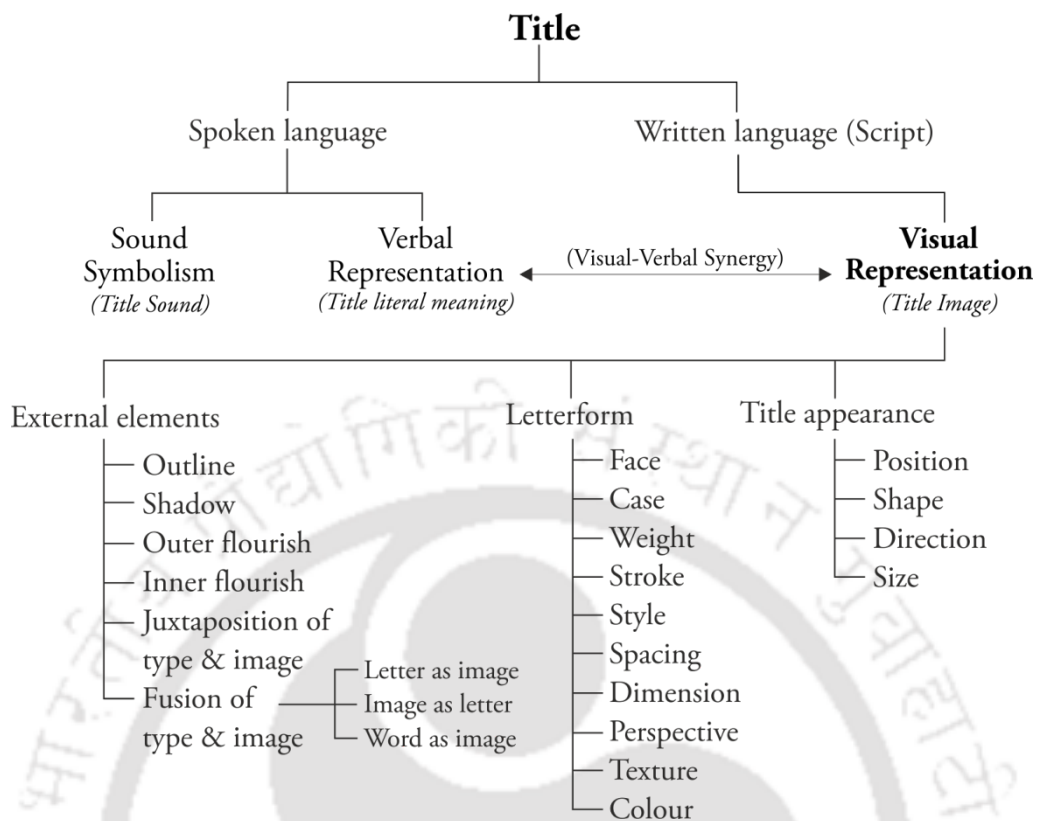 Title
Spoken language
Written language (Script)
Sound
Symbolism
(Title Sound)
Verbal
Representation
(Title literal meaning)
(Visual-Verbal Synergy)
Visual
Representation
(Title Image)
External elements
Outline
Shadow
Outer flourish
Inner flourish
Juxtaposition of
type & image
Fusion of
type & image
Letter as image
Image as letter
Word as image
Letterform
Face
Case
Weight
Stroke
Style
Spacing
Dimension
Perspective
Texture
Colour
Title appearance
Position
Shape
Direction
Size
भारतीय प्रौद्योगिकी संस्थान गुवाहाटी